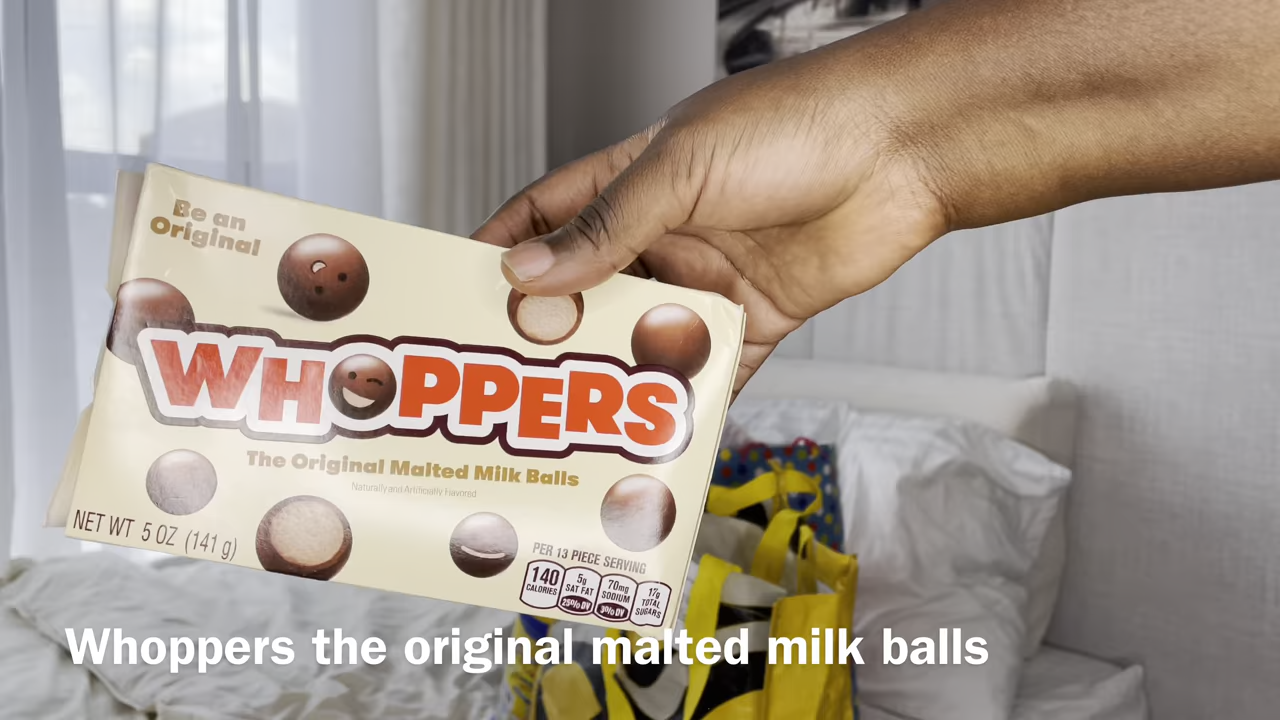 Be an
Original
WHOPPERS
The Original Malted Milk Balls
Naturally and Artificially Flavored
NET WT 5 OZ (141 g)
PER 13 PIECE SERVING
140
CALORIES
5g
SAT FAT
25% DV
70mg
SODIUM
3% DV
17g
TOTAL
SUGARS
Whoppers the original malted milk balls